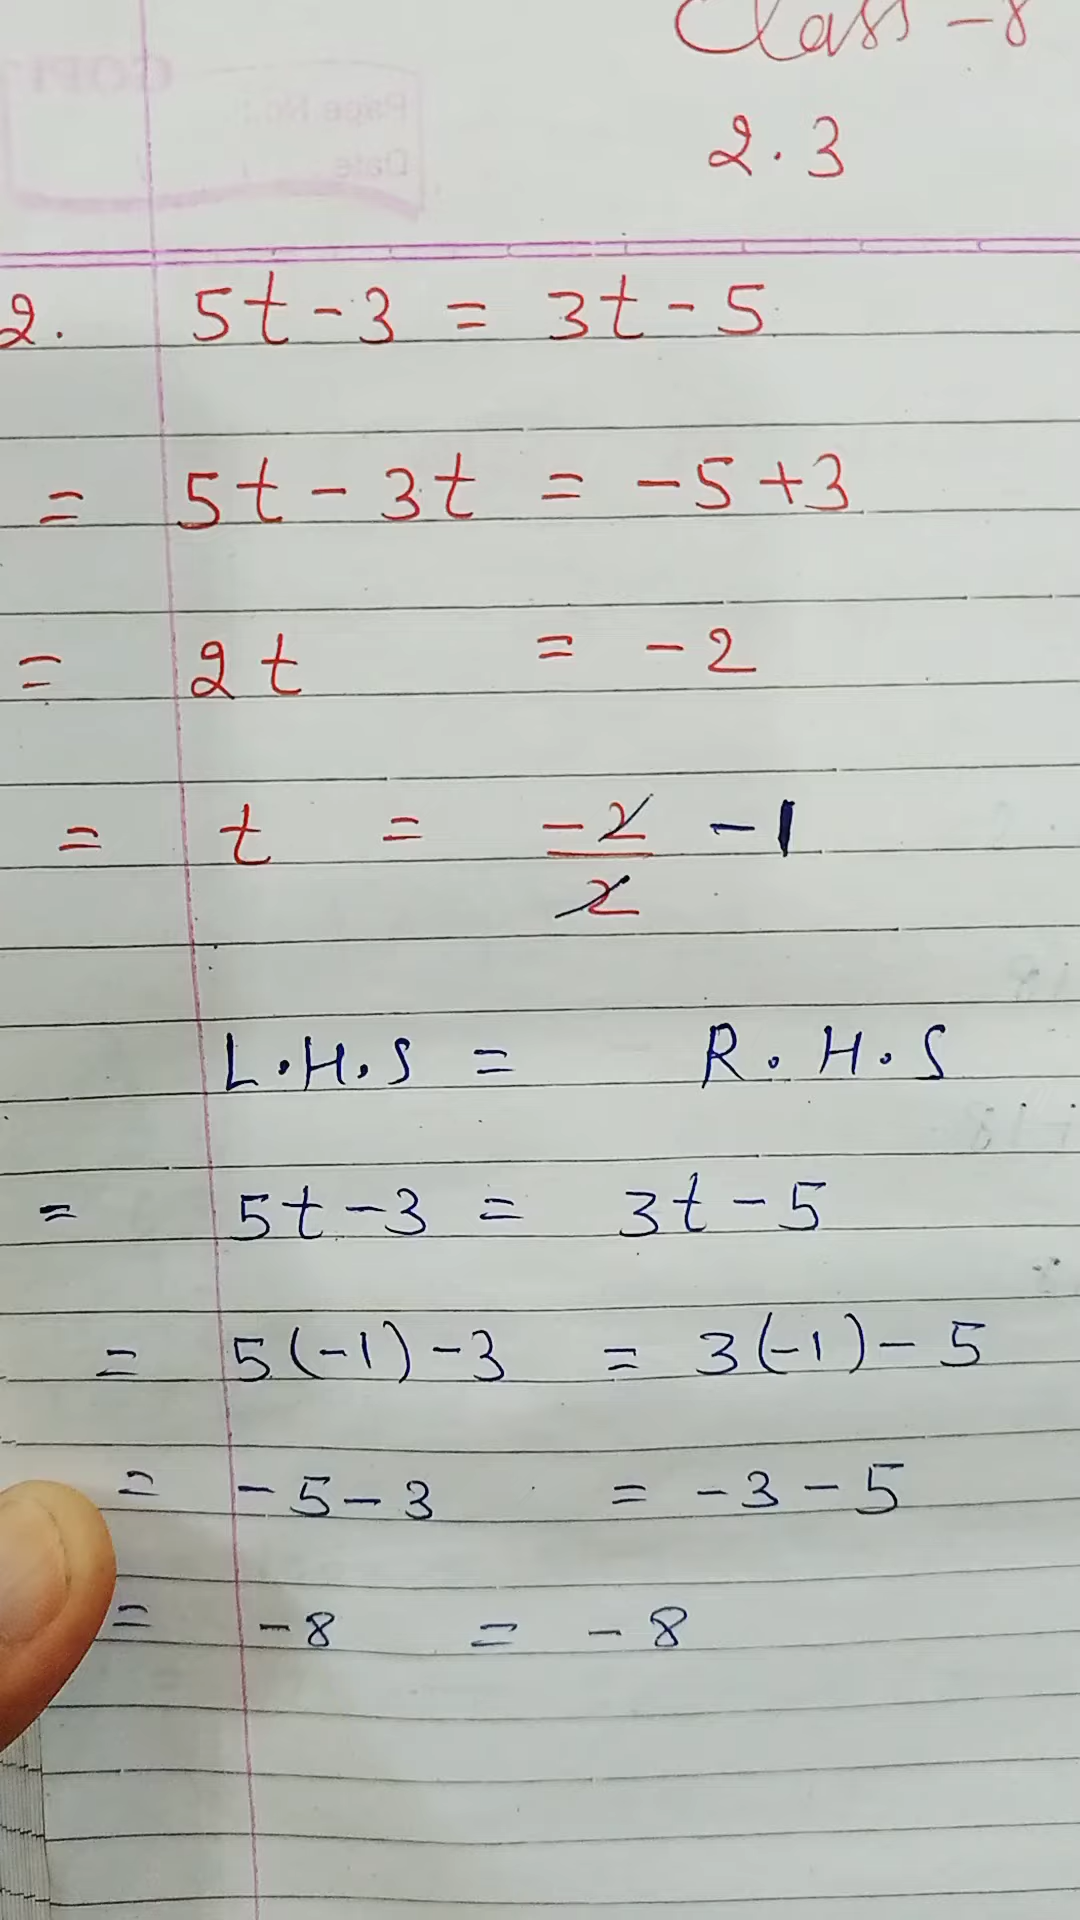 Class - 8
2.3
2. 5t - 3 = 3t - 5
= 5t - 3t = -5 + 3
= 2t = -2
= t = -2/2 -1
L.H.S = R.H.S
= 5t - 3 = 3t - 5
= 5(-1) - 3 = 3(-1) - 5
= -5 - 3 = -3 - 5
= -8 = -8